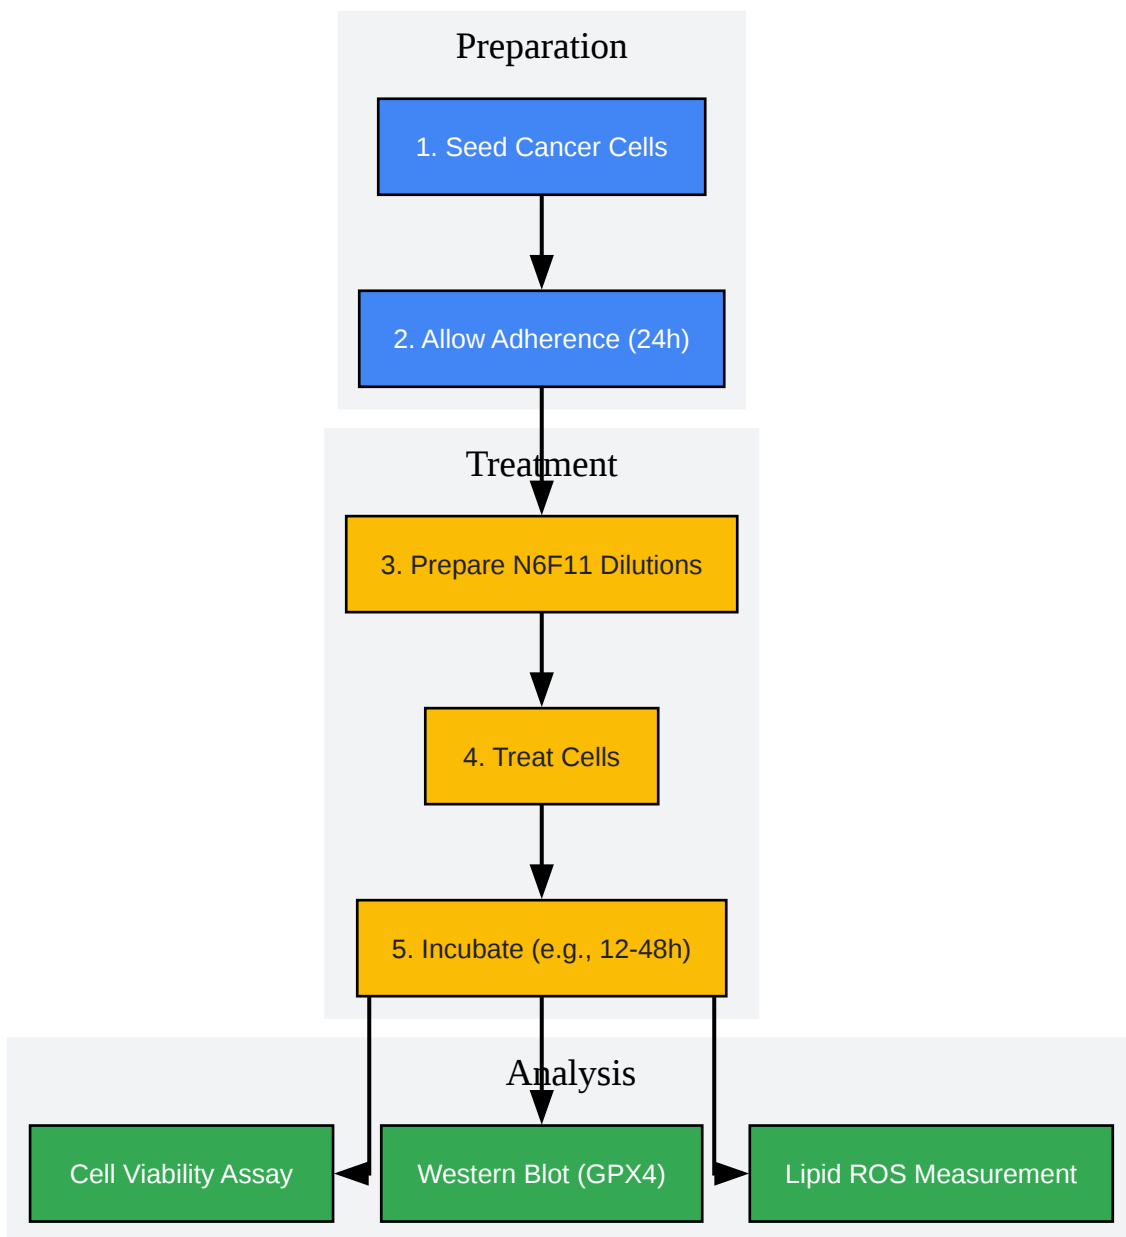 Preparation
1. Seed Cancer Cells
2. Allow Adherence (24h)
Treatment
3. Prepare N6F11 Dilutions
4. Treat Cells
5. Incubate (e.g., 12-48h)
Analysis
Cell Viability Assay
Western Blot (GPX4)
Lipid ROS Measurement